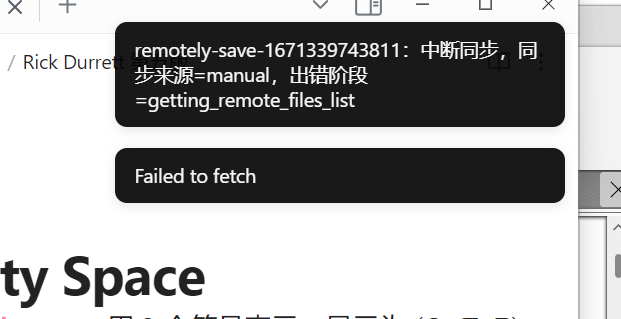 / Rick Durrett
remotely-save-1671339743811：中断同步，同
步来源=manual，出错阶段
=getting_remote_files_list
Failed to fetch
ty Space